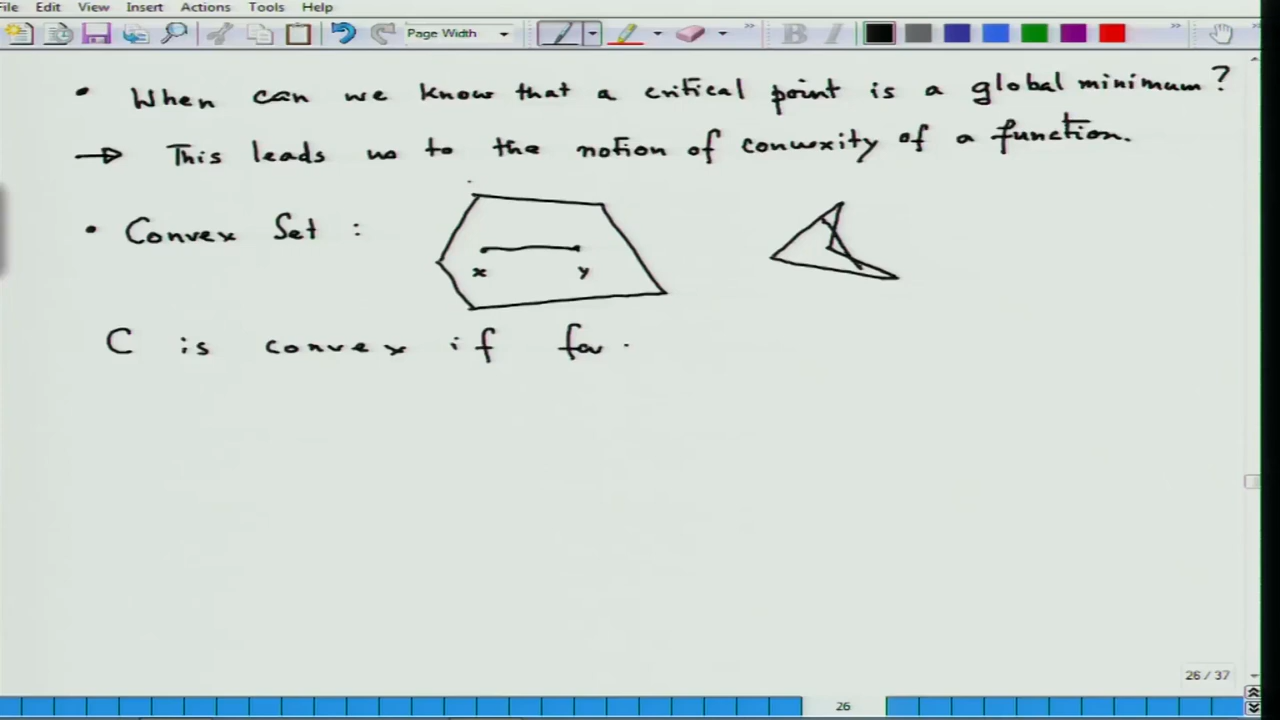 File Edit View Insert Actions Tools Help
Page Width
• When can we know that a critical point is a global minimum?
→ This leads us to the notion of convexity of a function.
• Convex Set :
x y
C is convex if for
26 / 37
26